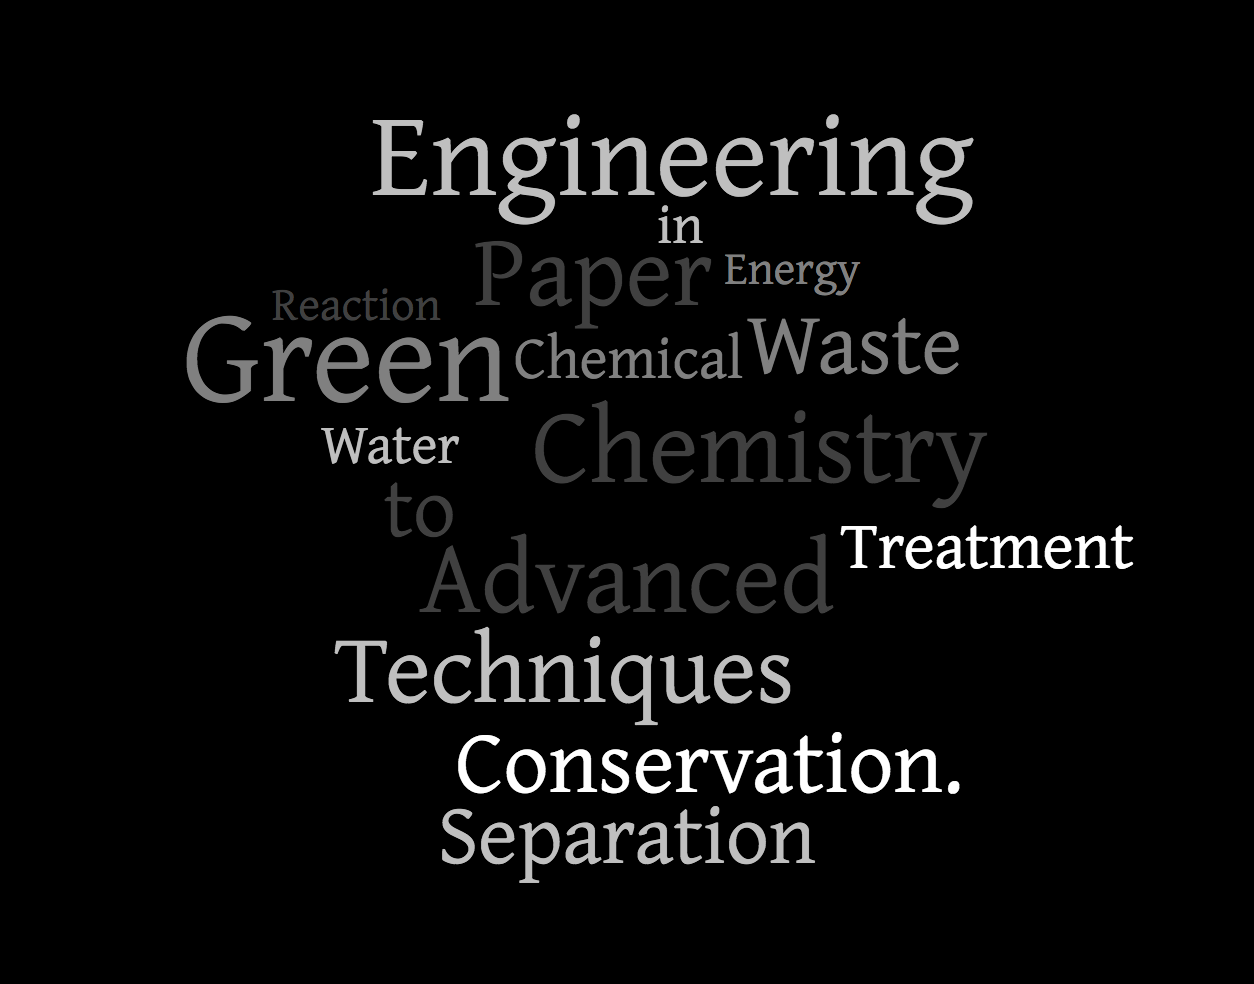 Engineering
in
Paper Energy
Reaction
Green Chemical Waste
Water Chemistry
to
Advanced Treatment
Techniques
Conservation.
Separation